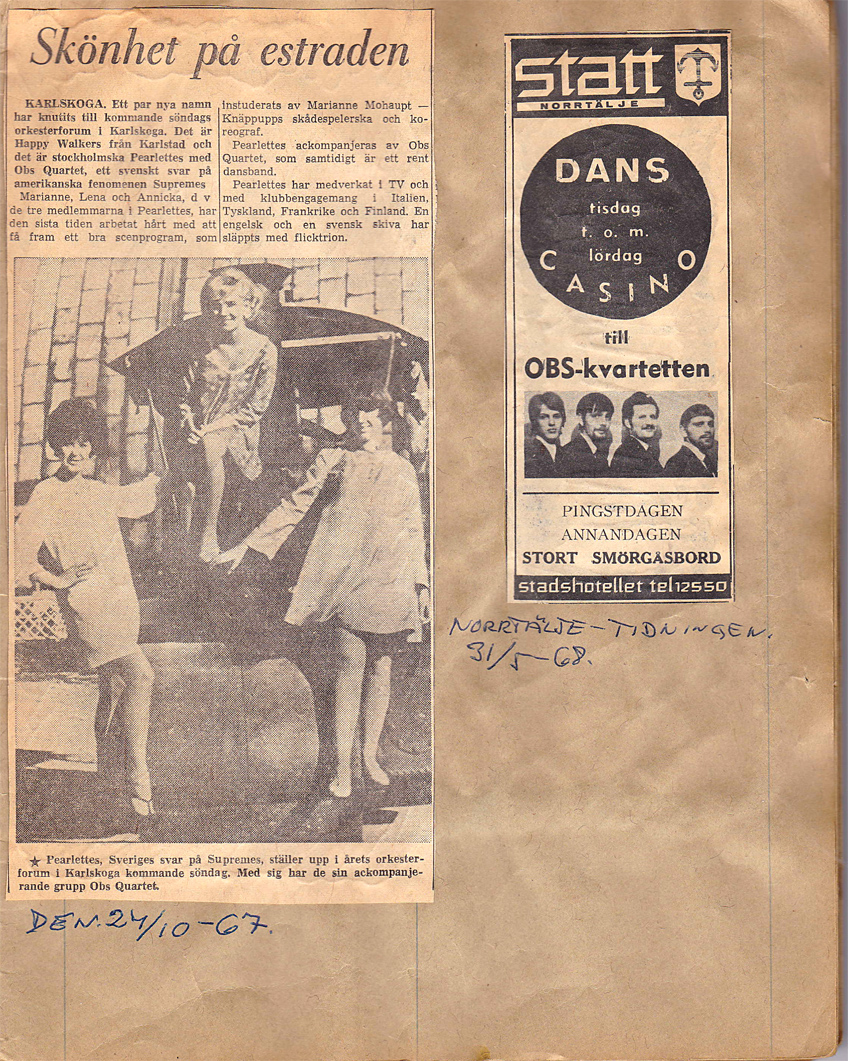 Skönhet på estraden
KARLSKOGA. Ett par nya namn
har knutits till kommande söndags
orkesterforum i Karlskoga. Det är
Happy Walkers från Karlstad och
det är stockholmska Pearlettes med
Obs Quartet, ett svenskt svar på
amerikanska fenomenen Supremes
Marianne, Lena och Annicka, d v
de tre medlemmarna i Pearlettes, har
den sista tiden arbetat hårt med att
få fram ett bra scenprogram, som
instuderats av Marianne Mohaupt —
Knäppupps skådespelerska och ko-
reograf.
Pearlettes ackompanjeras av Obs
Quartet, som samtidigt är ett rent
dansband.
Pearlettes har medverkat i TV och
med klubbengagemang i Italien,
Tyskland, Frankrike och Finland. En
engelsk och en svensk skiva har
släppts med flicktrion.
★ Pearlettes, Sveriges svar på Supremes, ställer upp i årets orkester-
forum i Karlskoga kommande söndag. Med sig har de sin ackompanje-
rande grupp Obs Quartet.
DEN. 24/10-67.
statt
NORRTÄLJE
DANS
tisdag
t. o. m.
lördag
CASINO
till
OBS-kvartetten
PINGSTDAGEN
ANNANDAGEN
STORT SMÖRGÅSBORD
stadshotellet tel 12550
NORRTÄLJE-TIDNINGEN.
31/5-68.